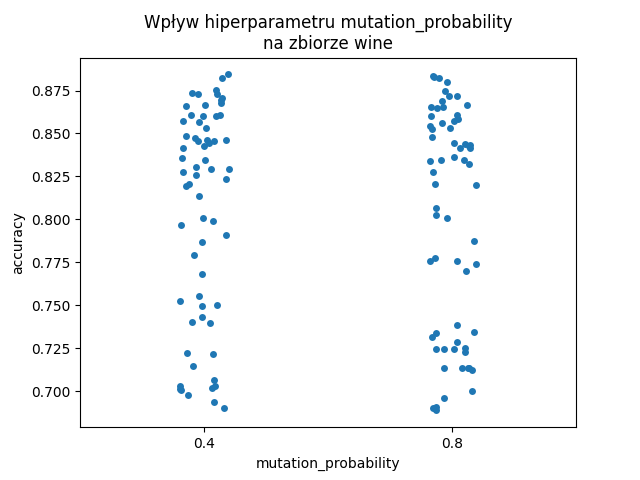 Wpływ hiperparametru mutation_probability
na zbiorze wine
0.875
0.850
0.825
0.800
0.775
0.750
0.725
0.700
accuracy
0.4
0.8
mutation_probability